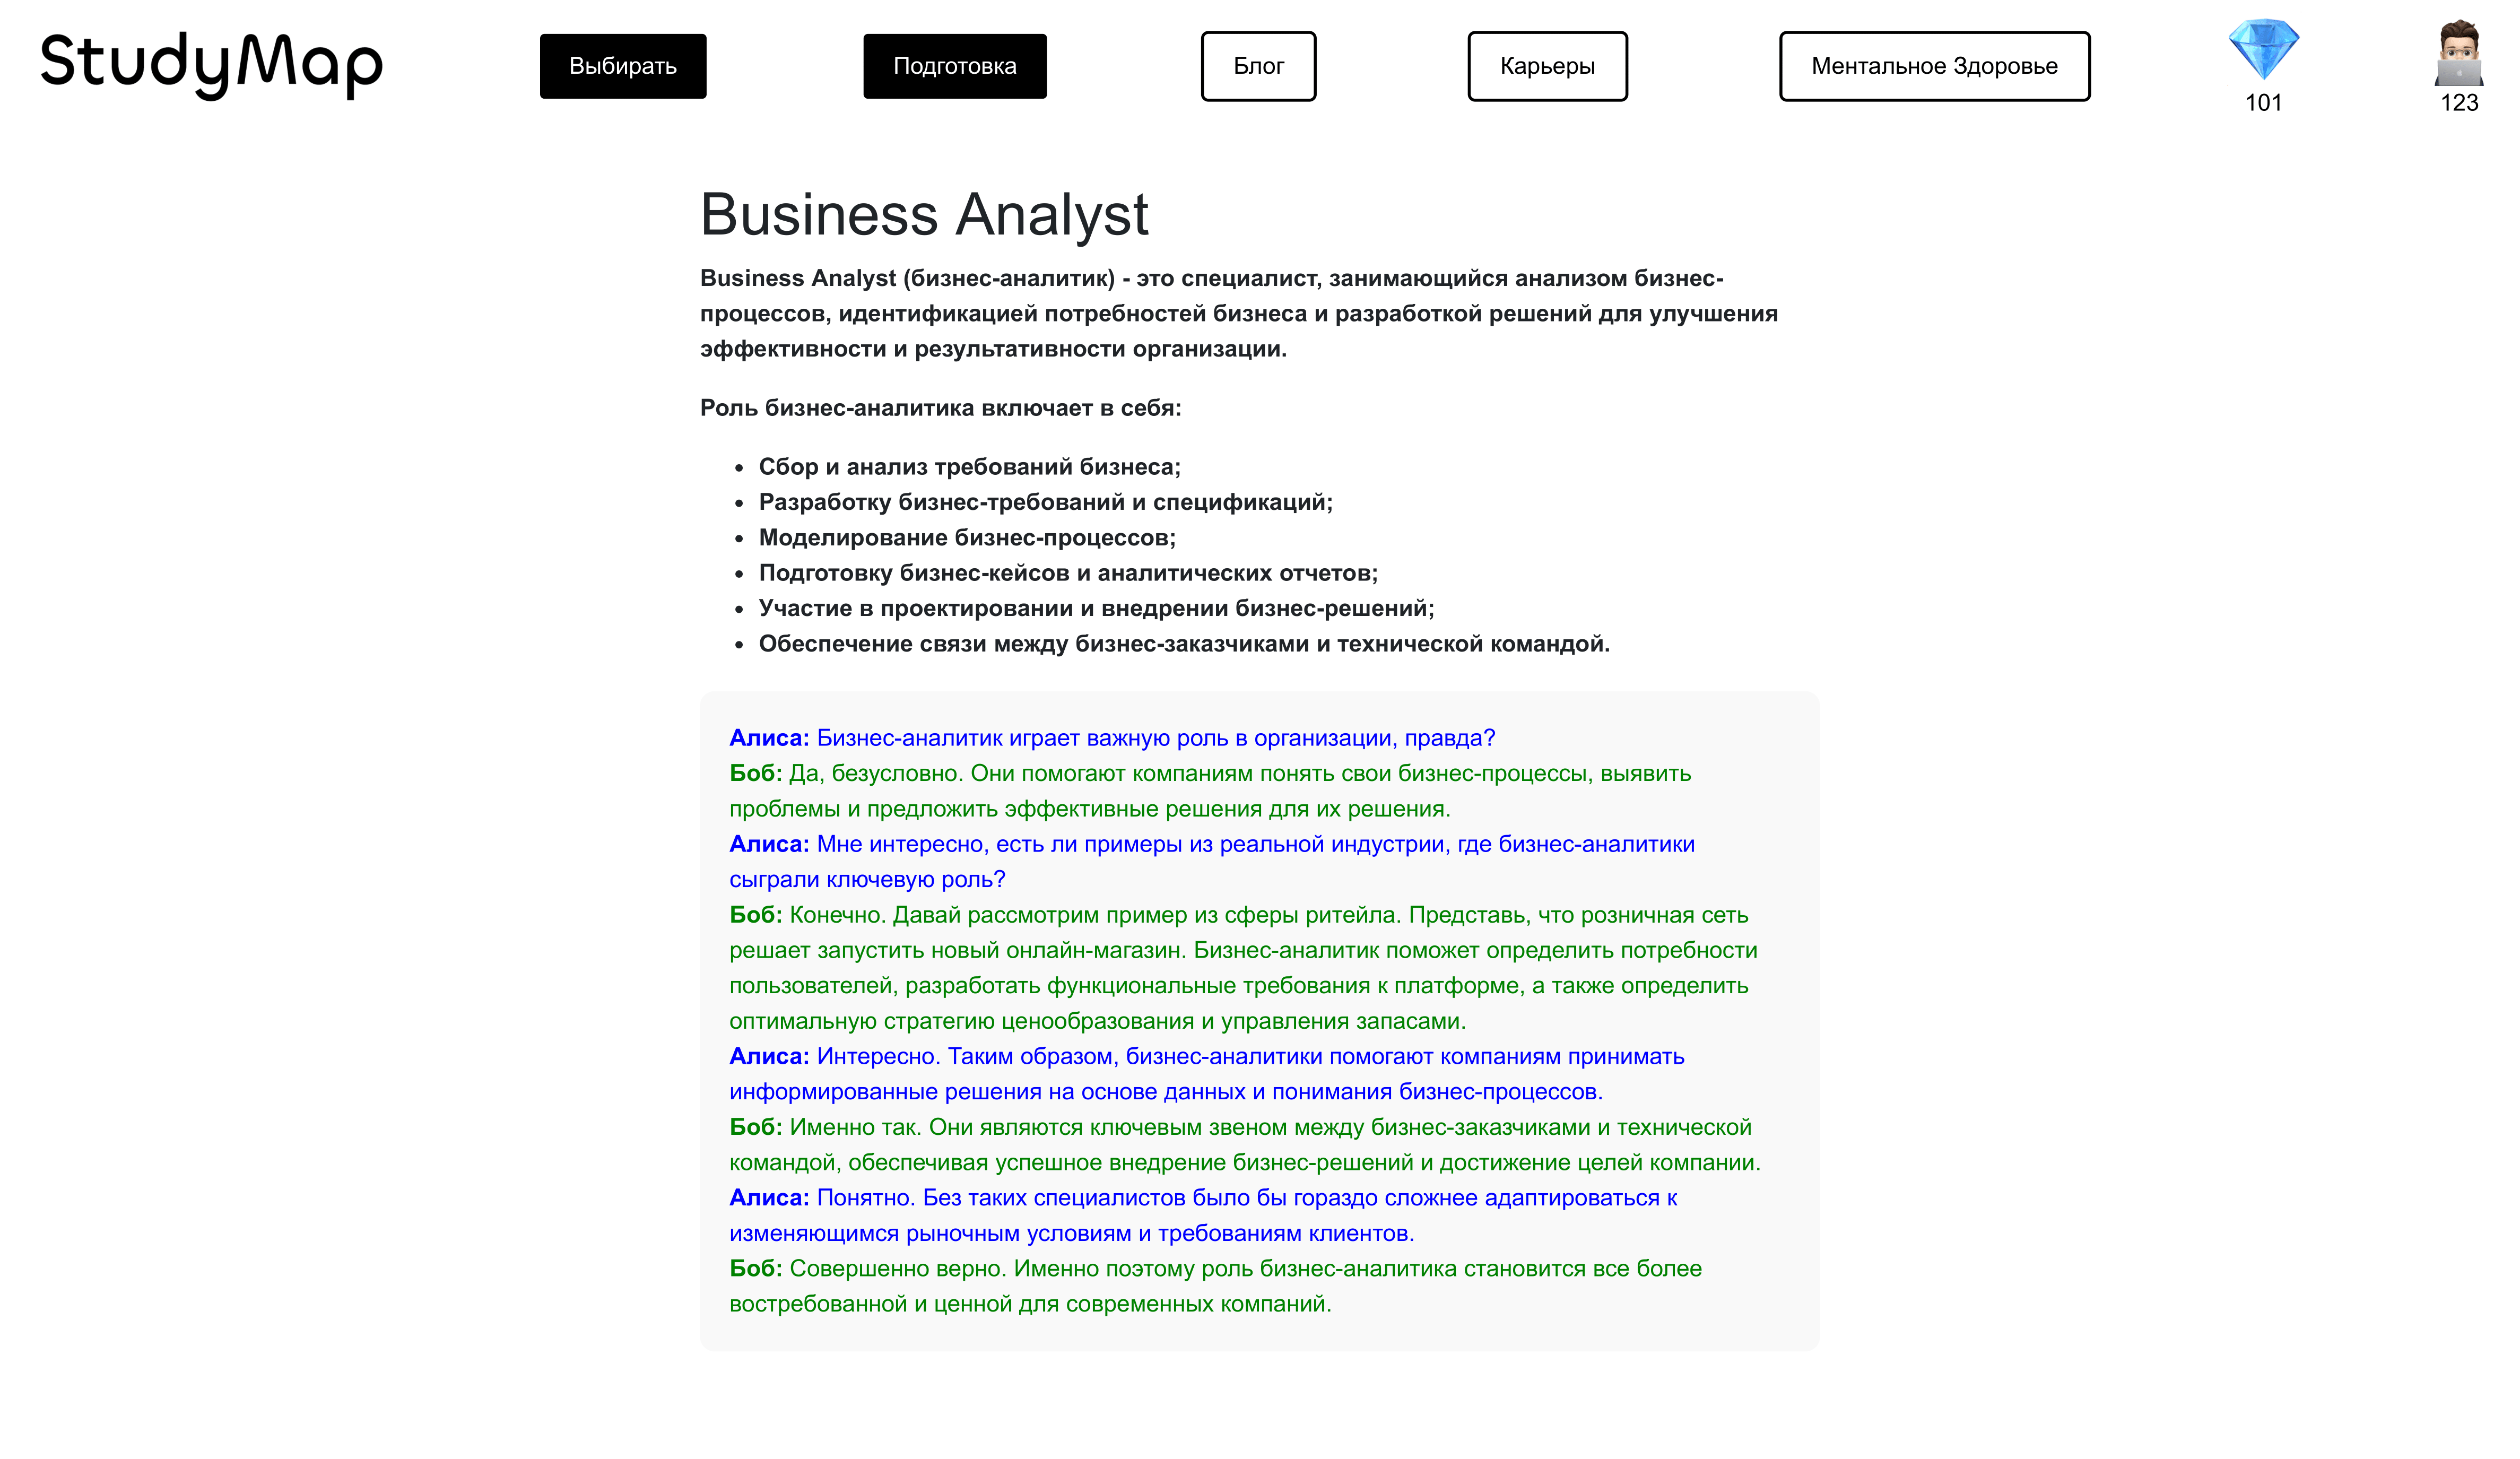 StudyMap
Выбирать
Подготовка
Блог
Карьеры
Ментальное Здоровье
101
123
Business Analyst
Business Analyst (бизнес-аналитик) - это специалист, занимающийся анализом бизнес-
процессов, идентификацией потребностей бизнеса и разработкой решений для улучшения
эффективности и результативности организации.
Роль бизнес-аналитика включает в себя:
• Сбор и анализ требований бизнеса;
• Разработку бизнес-требований и спецификаций;
• Моделирование бизнес-процессов;
• Подготовку бизнес-кейсов и аналитических отчетов;
• Участие в проектировании и внедрении бизнес-решений;
• Обеспечение связи между бизнес-заказчиками и технической командой.
Алиса: Бизнес-аналитик играет важную роль в организации, правда?
Боб: Да, безусловно. Они помогают компаниям понять свои бизнес-процессы, выявить
проблемы и предложить эффективные решения для их решения.
Алиса: Мне интересно, есть ли примеры из реальной индустрии, где бизнес-аналитики
сыграли ключевую роль?
Боб: Конечно. Давай рассмотрим пример из сферы ритейла. Представь, что розничная сеть
решает запустить новый онлайн-магазин. Бизнес-аналитик поможет определить потребности
пользователей, разработать функциональные требования к платформе, а также определить
оптимальную стратегию ценообразования и управления запасами.
Алиса: Интересно. Таким образом, бизнес-аналитики помогают компаниям принимать
информированные решения на основе данных и понимания бизнес-процессов.
Боб: Именно так. Они являются ключевым звеном между бизнес-заказчиками и технической
командой, обеспечивая успешное внедрение бизнес-решений и достижение целей компании.
Алиса: Понятно. Без таких специалистов было бы гораздо сложнее адаптироваться к
изменяющимся рыночным условиям и требованиям клиентов.
Боб: Совершенно верно. Именно поэтому роль бизнес-аналитика становится все более
востребованной и ценной для современных компаний.